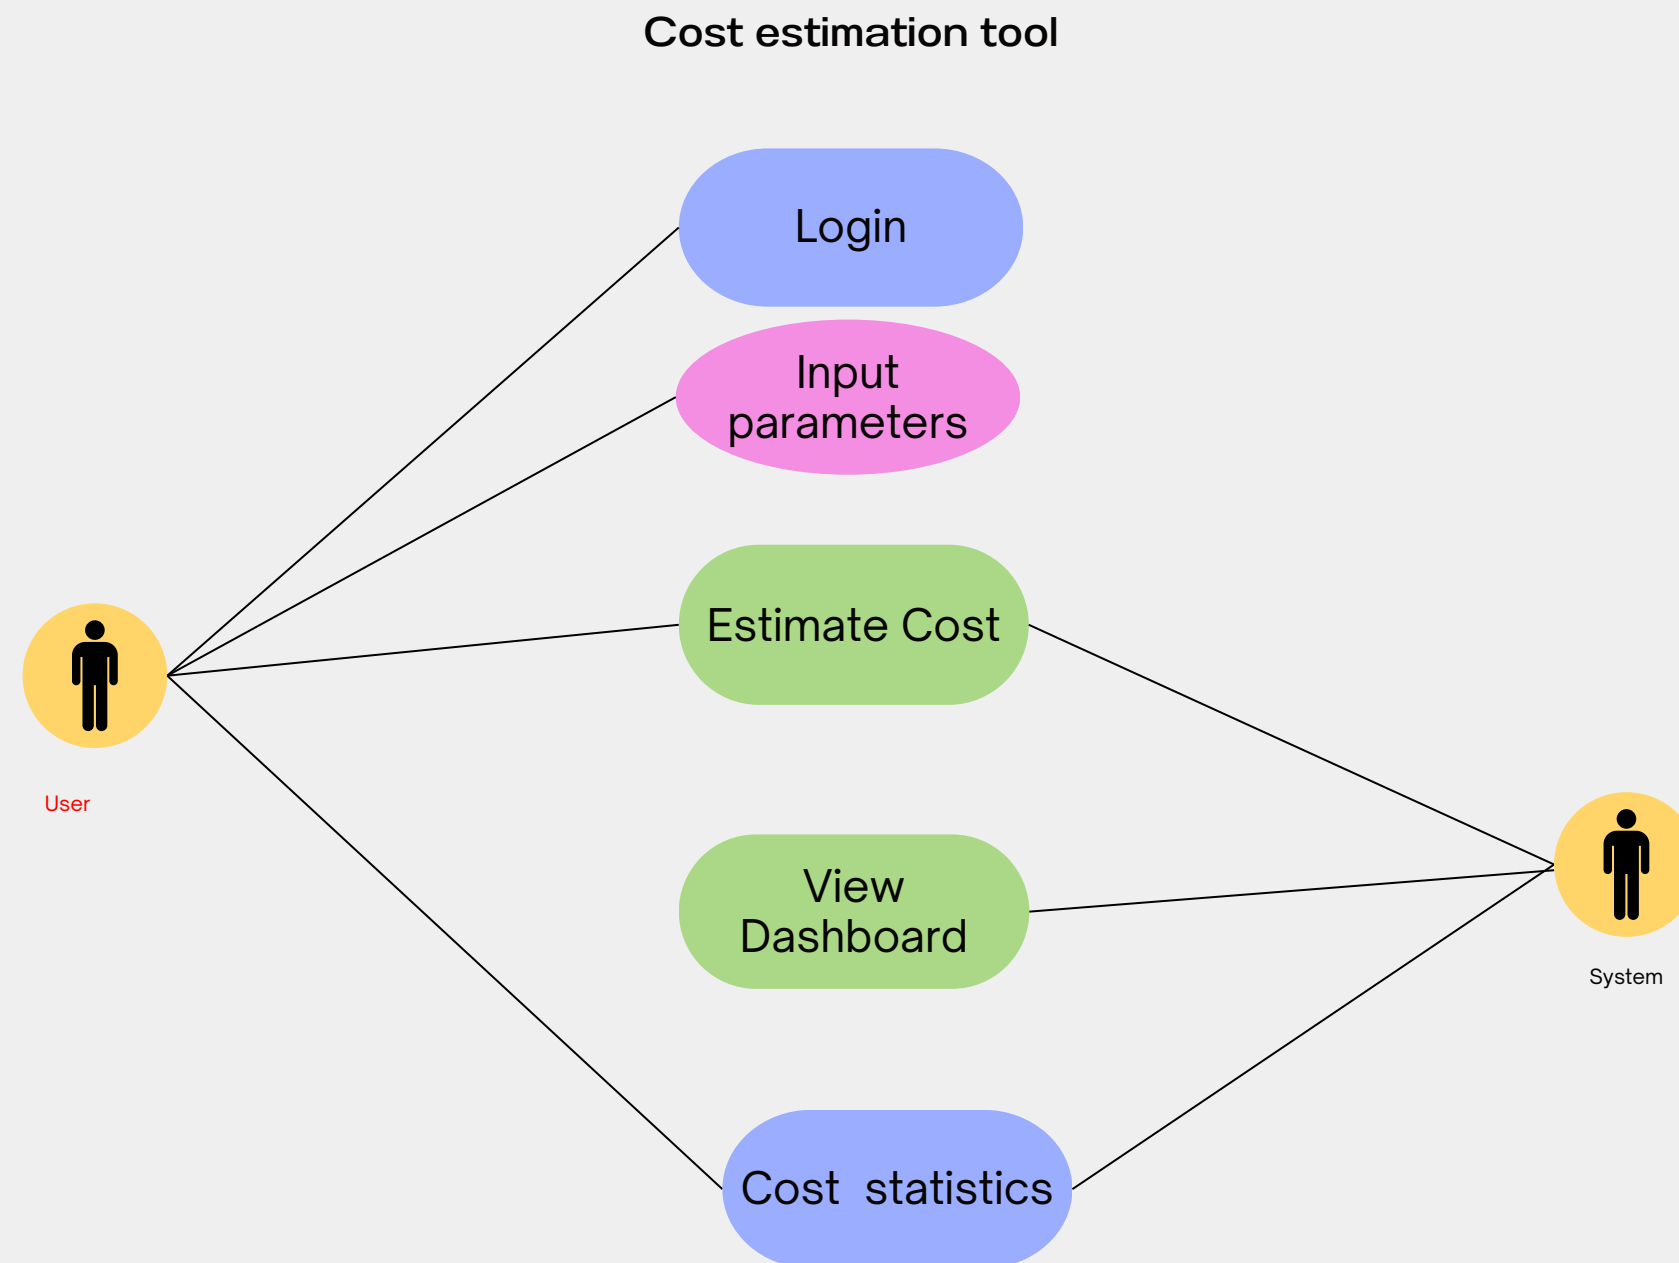 Cost estimation tool
Login
Input
parameters
Estimate Cost
User
View
Dashboard
System
Cost  statistics